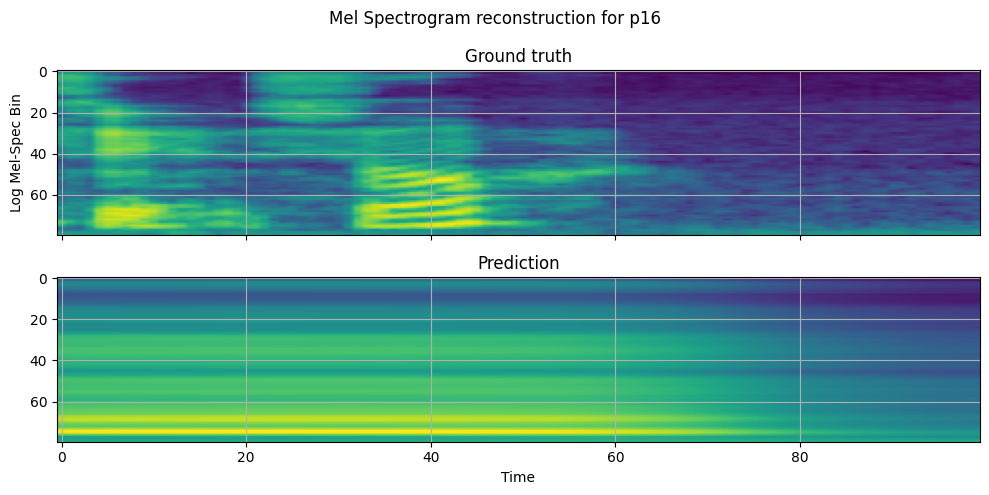 Mel Spectrogram reconstruction for p16
Ground truth
0
20
40
60
Log Mel-Spec Bin
Prediction
0
20
40
60
0 20 40 60 80
Time